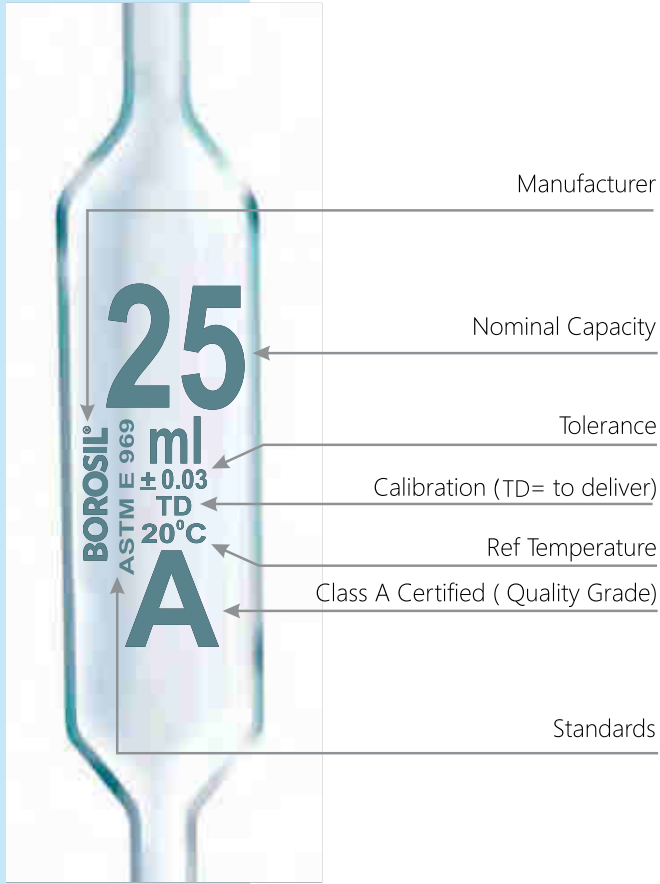 Manufacturer
25
Nominal Capacity
ml
Tolerance
± 0.03
Calibration (TD= to deliver)
TD
20⁰C
Ref Temperature
A
Class A Certified ( Quality Grade)
BOROSIL®
ASTM E 969
Standards